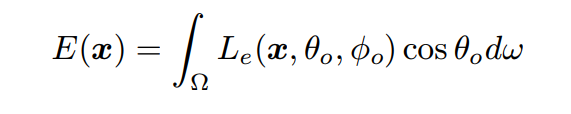 E(x) = ∫_Ω L_e(x, θ_o, ϕ_o) cos θ_o dω